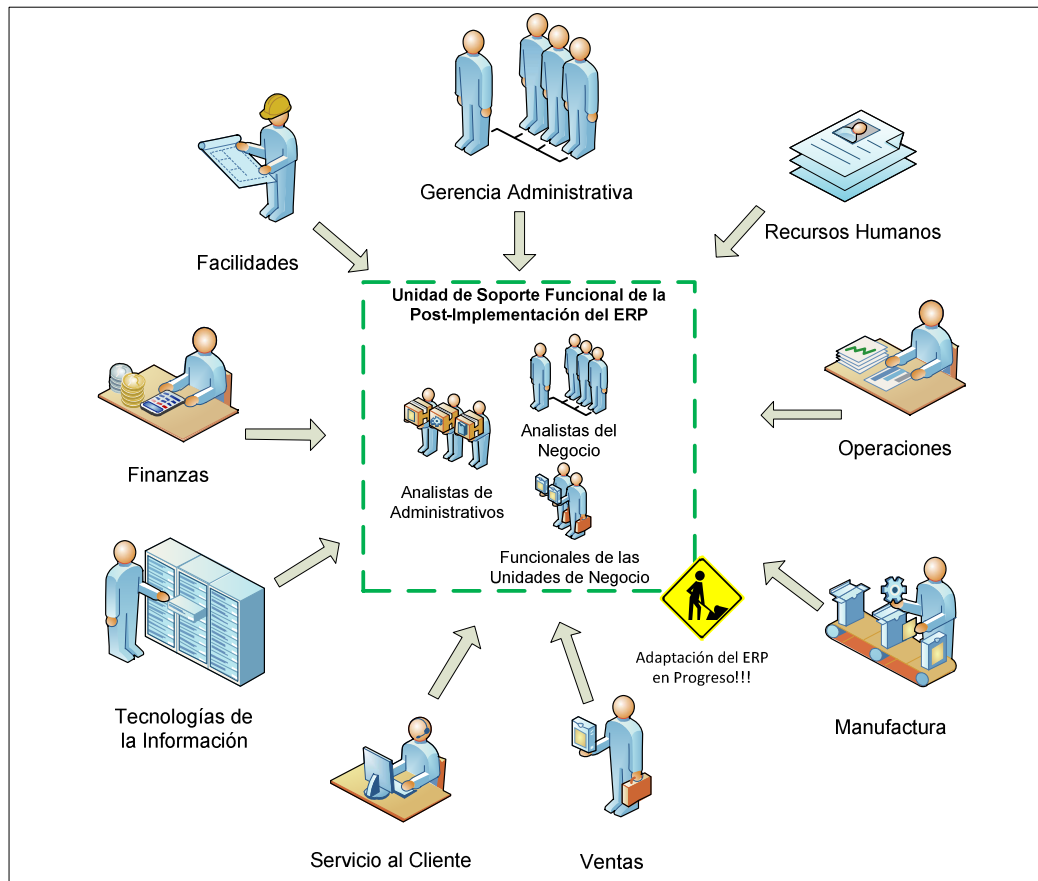 Gerencia Administrativa
Recursos Humanos
Facilidades
Unidad de Soporte Funcional de la
Post-Implementación del ERP
Analistas del
Negocio
Operaciones
Finanzas
Analistas de
Administrativos
Funcionales de las
Unidades de Negocio
Adaptación del ERP
en Progreso!!!
Tecnologías de
la Información
Manufactura
Servicio al Cliente
Ventas